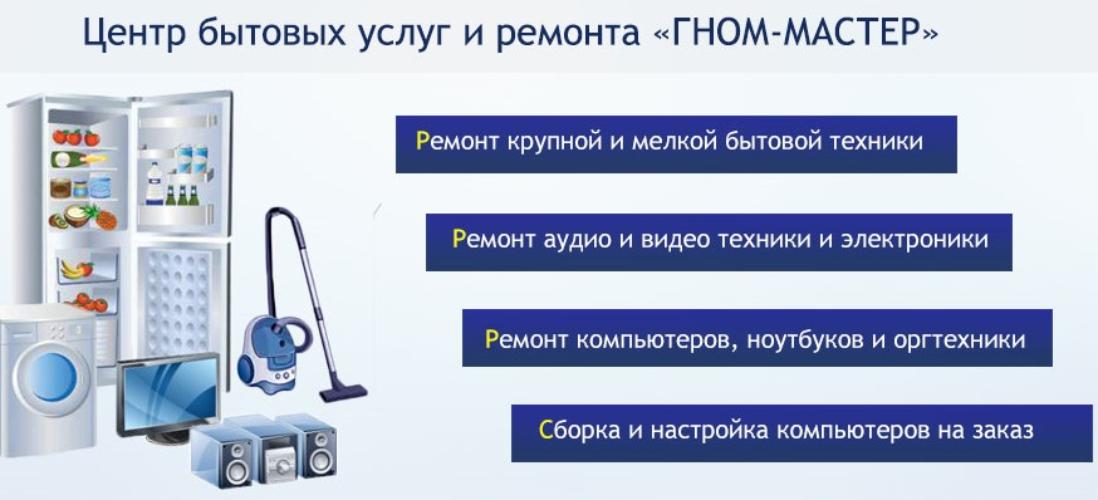 Центр бытовых услуг и ремонта «ГНОМ-МАСТЕР»
Ремонт крупной и мелкой бытовой техники
Ремонт аудио и видео техники и электроники
Ремонт компьютеров, ноутбуков и оргтехники
Сборка и настройка компьютеров на заказ